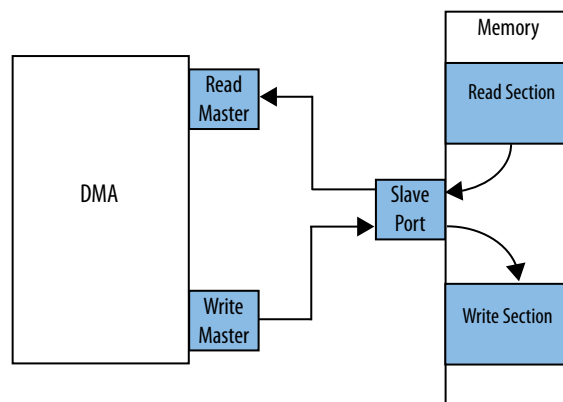 Memory
Read
Master
Read Section
DMA
Slave
Port
Write
Master
Write Section